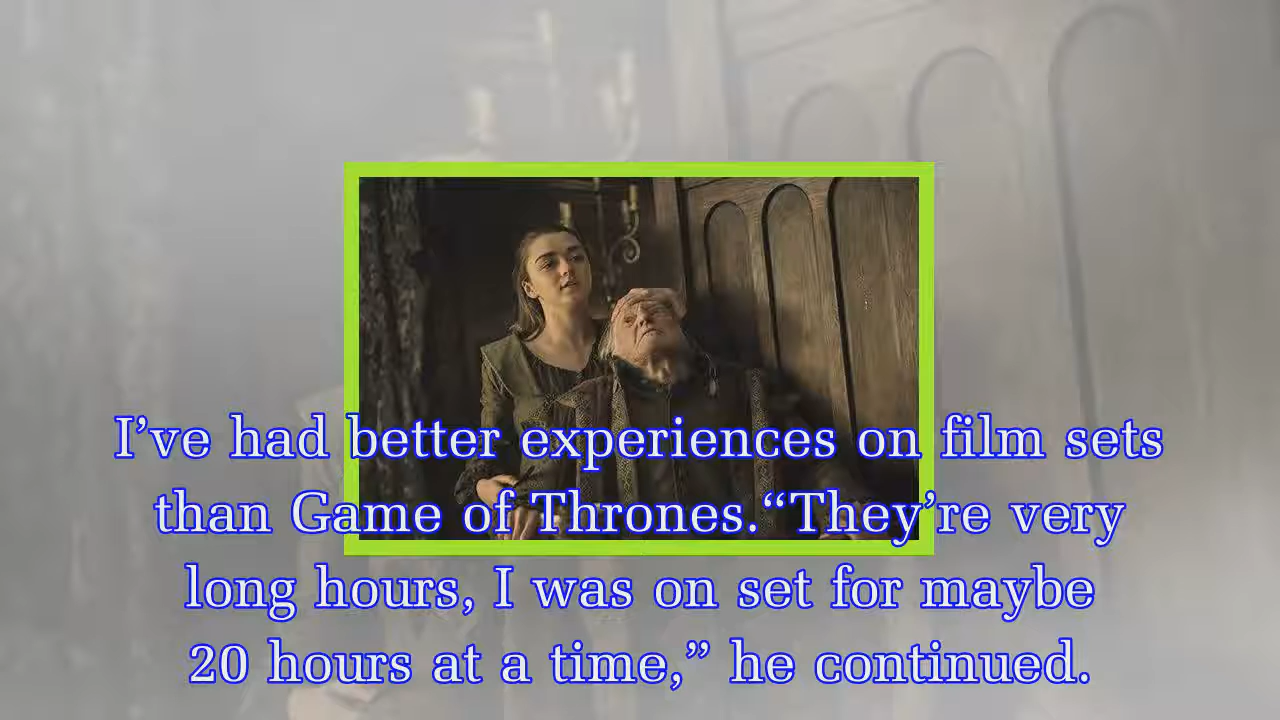 I’ve had better experiences on film sets
than Game of Thrones.“They’re very
long hours, I was on set for maybe
20 hours at a time,” he continued.